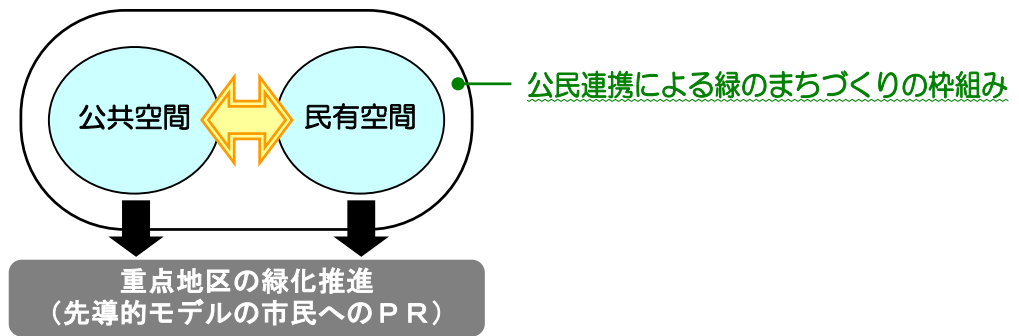 公共空間
民有空間
公民連携による緑のまちづくりの枠組み
重点地区の緑化推進
（先導的モデルの市民へのＰＲ）